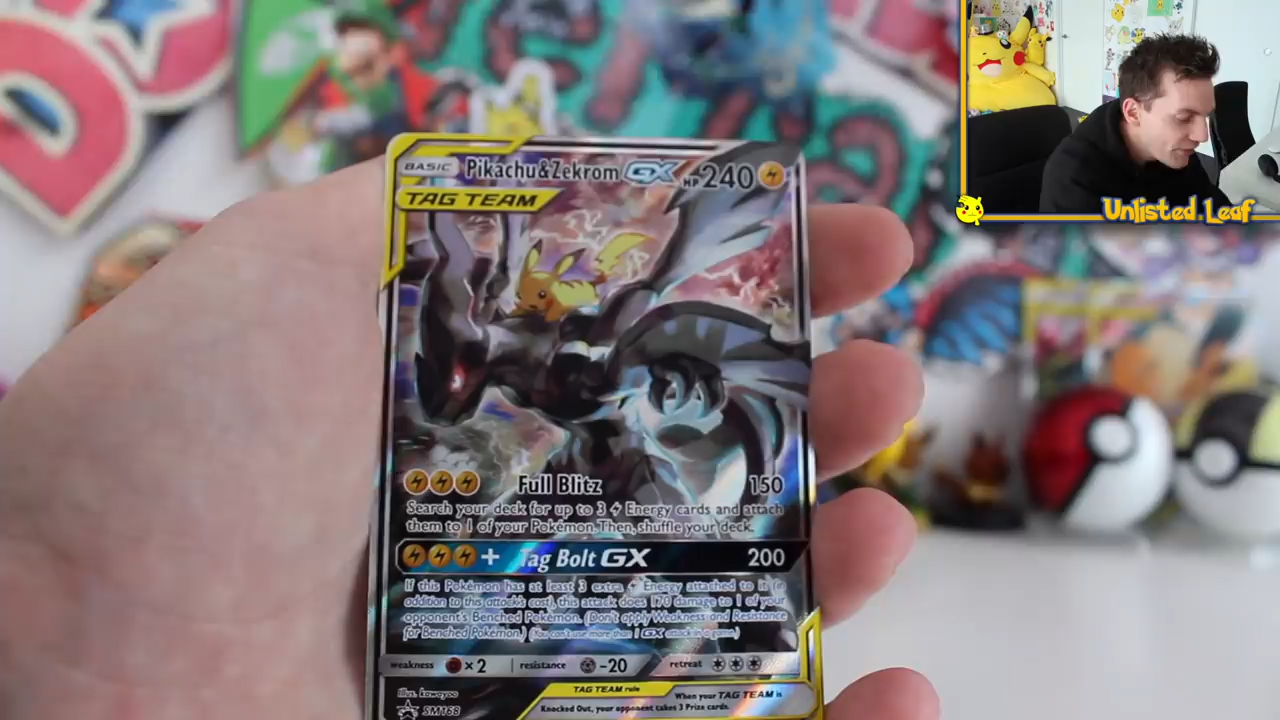 BASIC Pikachu&Zekrom GX HP 240
TAG TEAM
Full Blitz 150
Search your deck for up to 3 Energy cards and attach
them to 1 of your Pokémon. Then, shuffle your deck.
+ Tag Bolt GX 200
If this Pokémon has at least 3 extra Energy attached to it (in
addition to this attack's cost), this attack does 170 damage to 1 of your
opponent's Benched Pokémon. (Don't apply Weakness and Resistance
for Benched Pokémon.) (You can't use more than 1 GX attack in a game.)
weakness ×2 resistance -20 retreat
illus. kawayoo
SM168
TAG TEAM rule
When your TAG TEAM is
Knocked Out, your opponent takes 3 Prize cards.
Unlisted Leaf